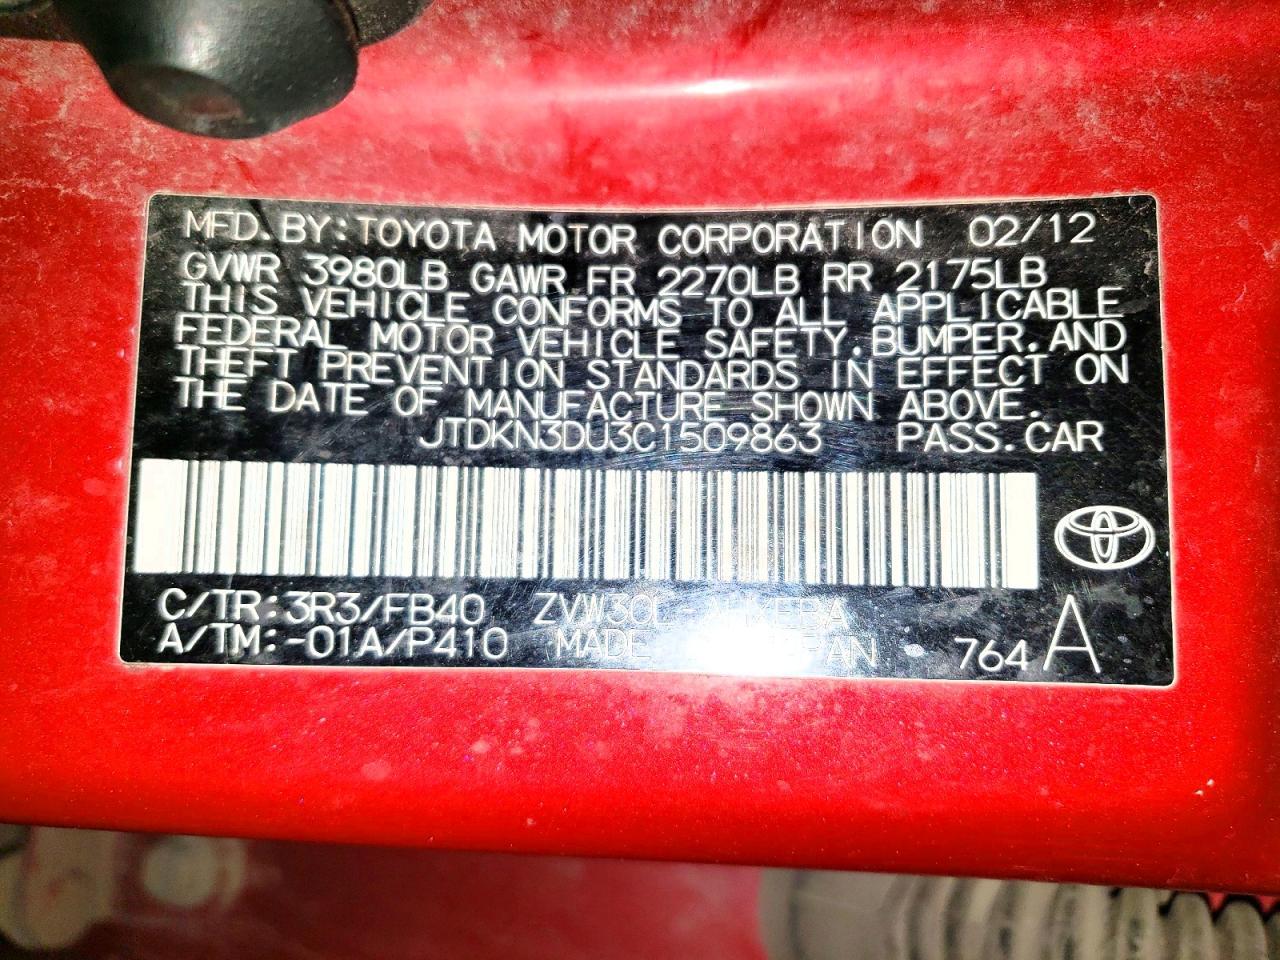 MFD. BY: TOYOTA MOTOR CORPORATION 02/12
GVWR 3980LB GAWR FR 2270LB RR 2175LB
THIS VEHICLE CONFORMS TO ALL APPLICABLE
FEDERAL MOTOR VEHICLE SAFETY, BUMPER, AND
THEFT PREVENTION STANDARDS IN EFFECT ON
THE DATE OF MANUFACTURE SHOWN ABOVE.
JTDKN3DU3C1509863 PASS. CAR
C/TR: 3R3/FB40 ZVW30L-AHXEBA
A/TM: -01A/P410 MADE JAPAN 764 A